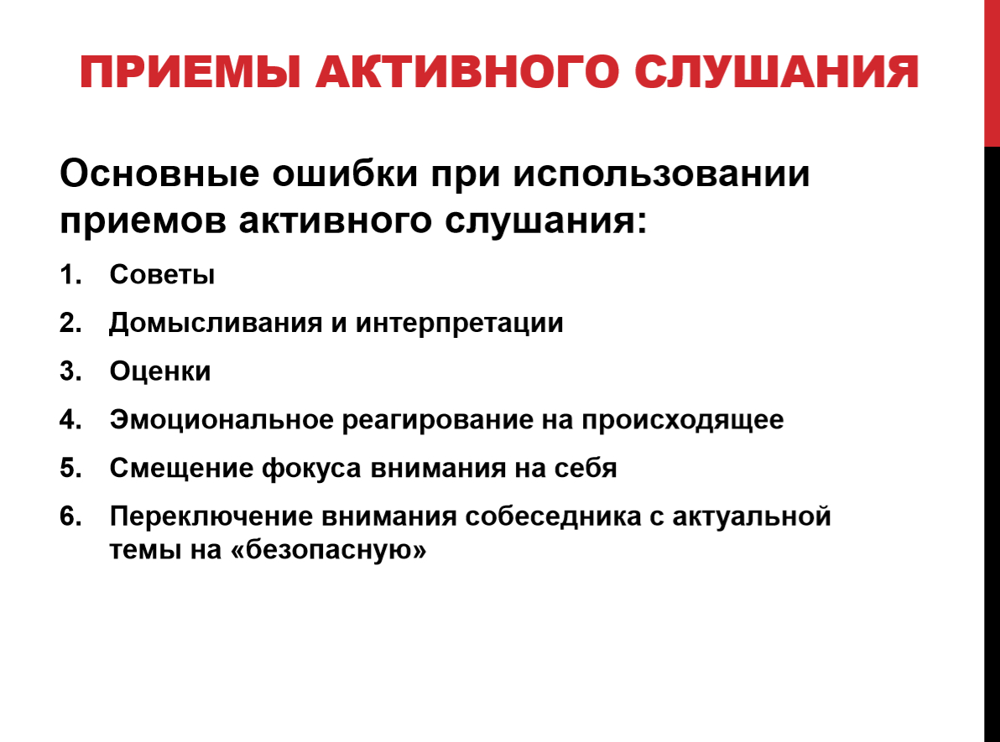 ПРИЕМЫ АКТИВНОГО СЛУШАНИЯ
Основные ошибки при использовании
приемов активного слушания:
1. Советы
2. Домысливания и интерпретации
3. Оценки
4. Эмоциональное реагирование на происходящее
5. Смещение фокуса внимания на себя
6. Переключение внимания собеседника с актуальной
темы на «безопасную»